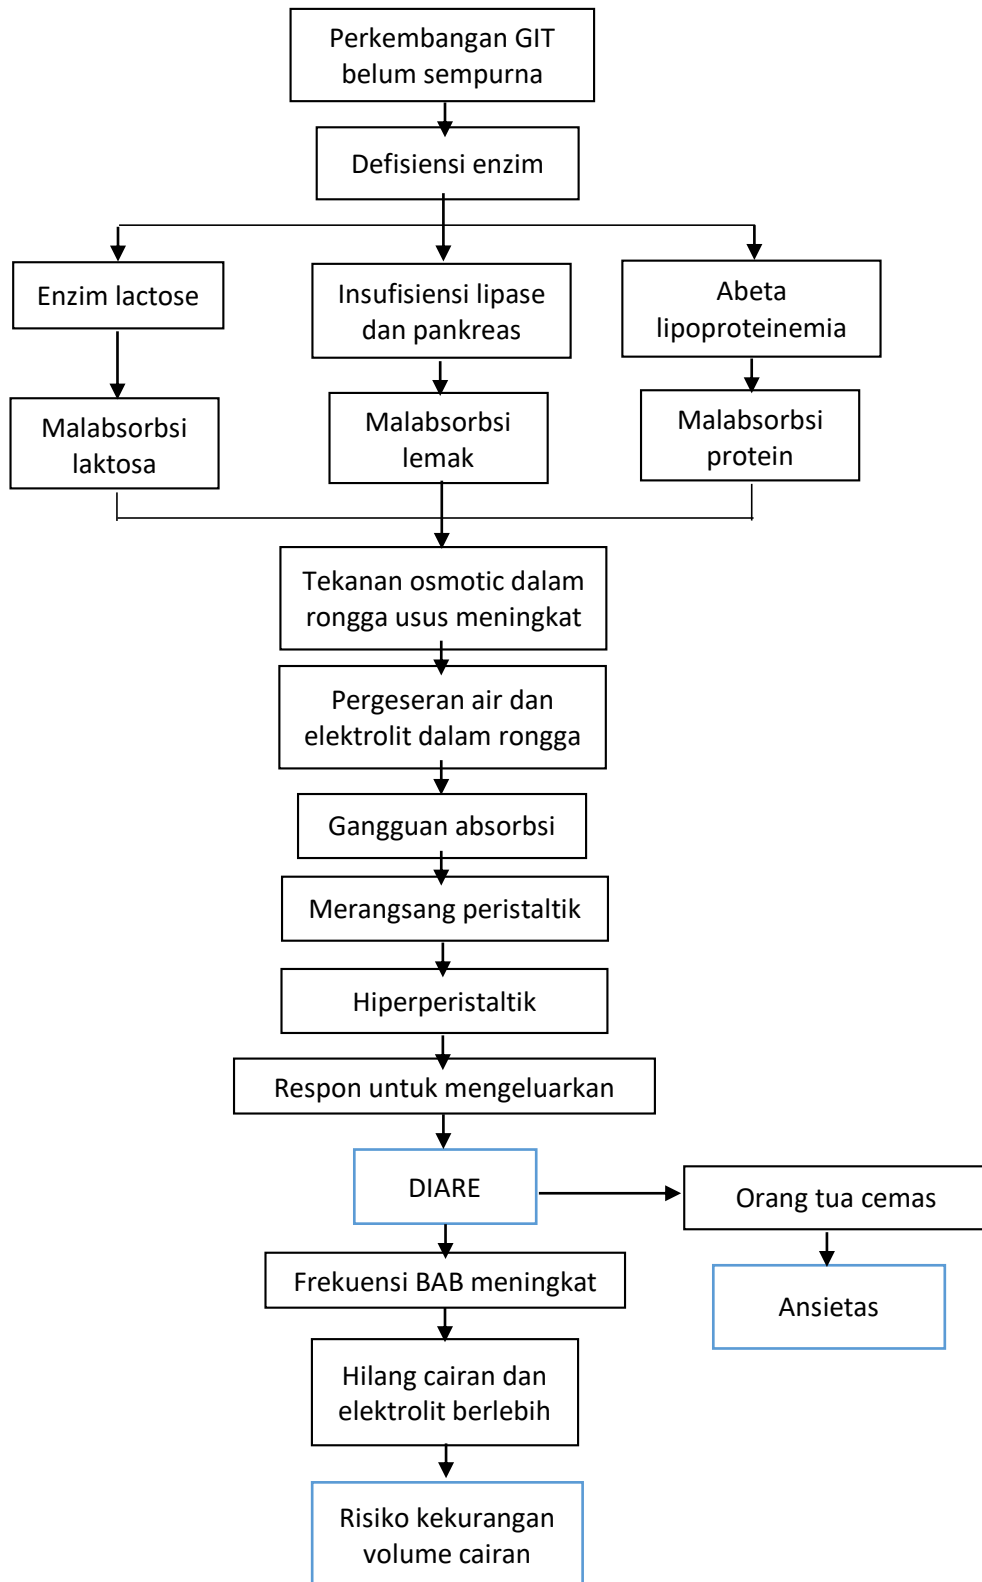 Perkembangan GIT
belum sempurna
Defisiensi enzim
Enzim lactose
Insufisiensi lipase
dan pankreas
Abeta
lipoproteinemia
Malabsorbsi
laktosa
Malabsorbsi
lemak
Malabsorbsi
protein
Tekanan osmotic dalam
rongga usus meningkat
Pergeseran air dan
elektrolit dalam rongga
Gangguan absorbsi
Merangsang peristaltik
Hiperperistaltik
Respon untuk mengeluarkan
DIARE
Orang tua cemas
Frekuensi BAB meningkat
Ansietas
Hilang cairan dan
elektrolit berlebih
Risiko kekurangan
volume cairan